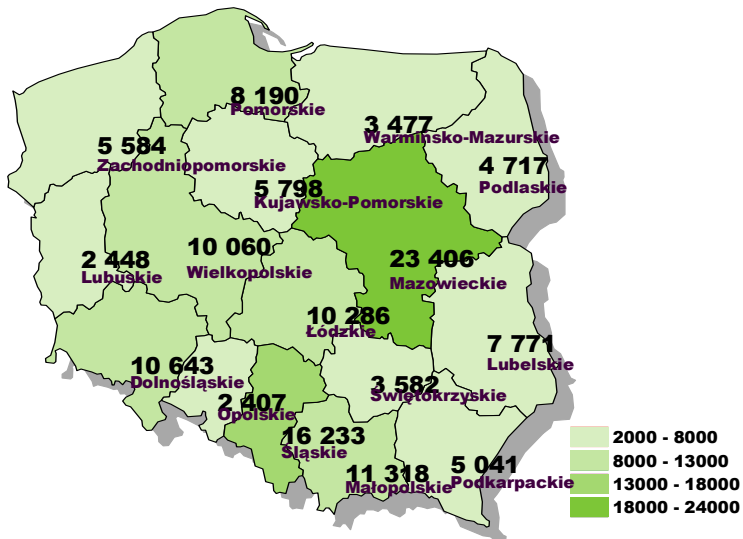 8 190
Pomorskie
3 477
Warmińsko-Mazurskie
5 584
Zachodniopomorskie
4 717
Podlaskie
5 798
Kujawsko-Pomorskie
2 448
Lubuskie
10 060
Wielkopolskie
23 406
Mazowieckie
10 286
Łódzkie
7 771
Lubelskie
10 643
Dolnośląskie
3 582
Świętokrzyskie
2 407
Opolskie
16 233
Śląskie
11 318
Małopolskie
5 041
Podkarpackie
2000 - 8000
8000 - 13000
13000 - 18000
18000 - 24000